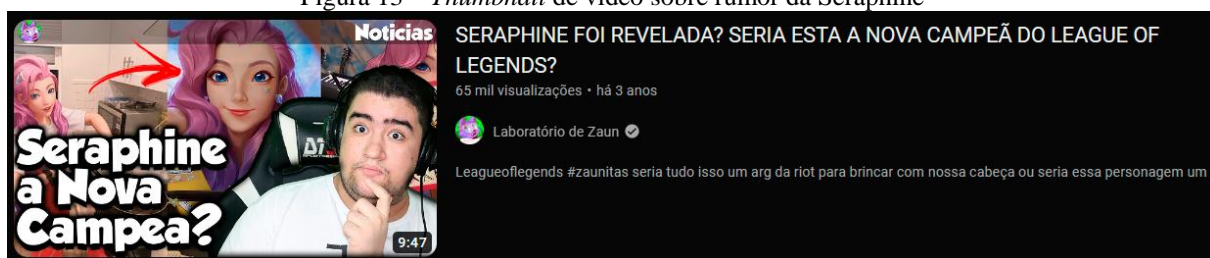 Figura 13 – Thumbnail de vídeo sobre rumor da Seraphine
Notícias
Seraphine
a Nova
Campea?
9:47
SERAPHINE FOI REVELADA? SERIA ESTA A NOVA CAMPEÃ DO LEAGUE OF
LEGENDS?
65 mil visualizações • há 3 anos
Laboratório de Zaun
Leagueoflegends #zaunitas seria tudo isso um arg da riot para brincar com nossa cabeça ou seria essa personagem um